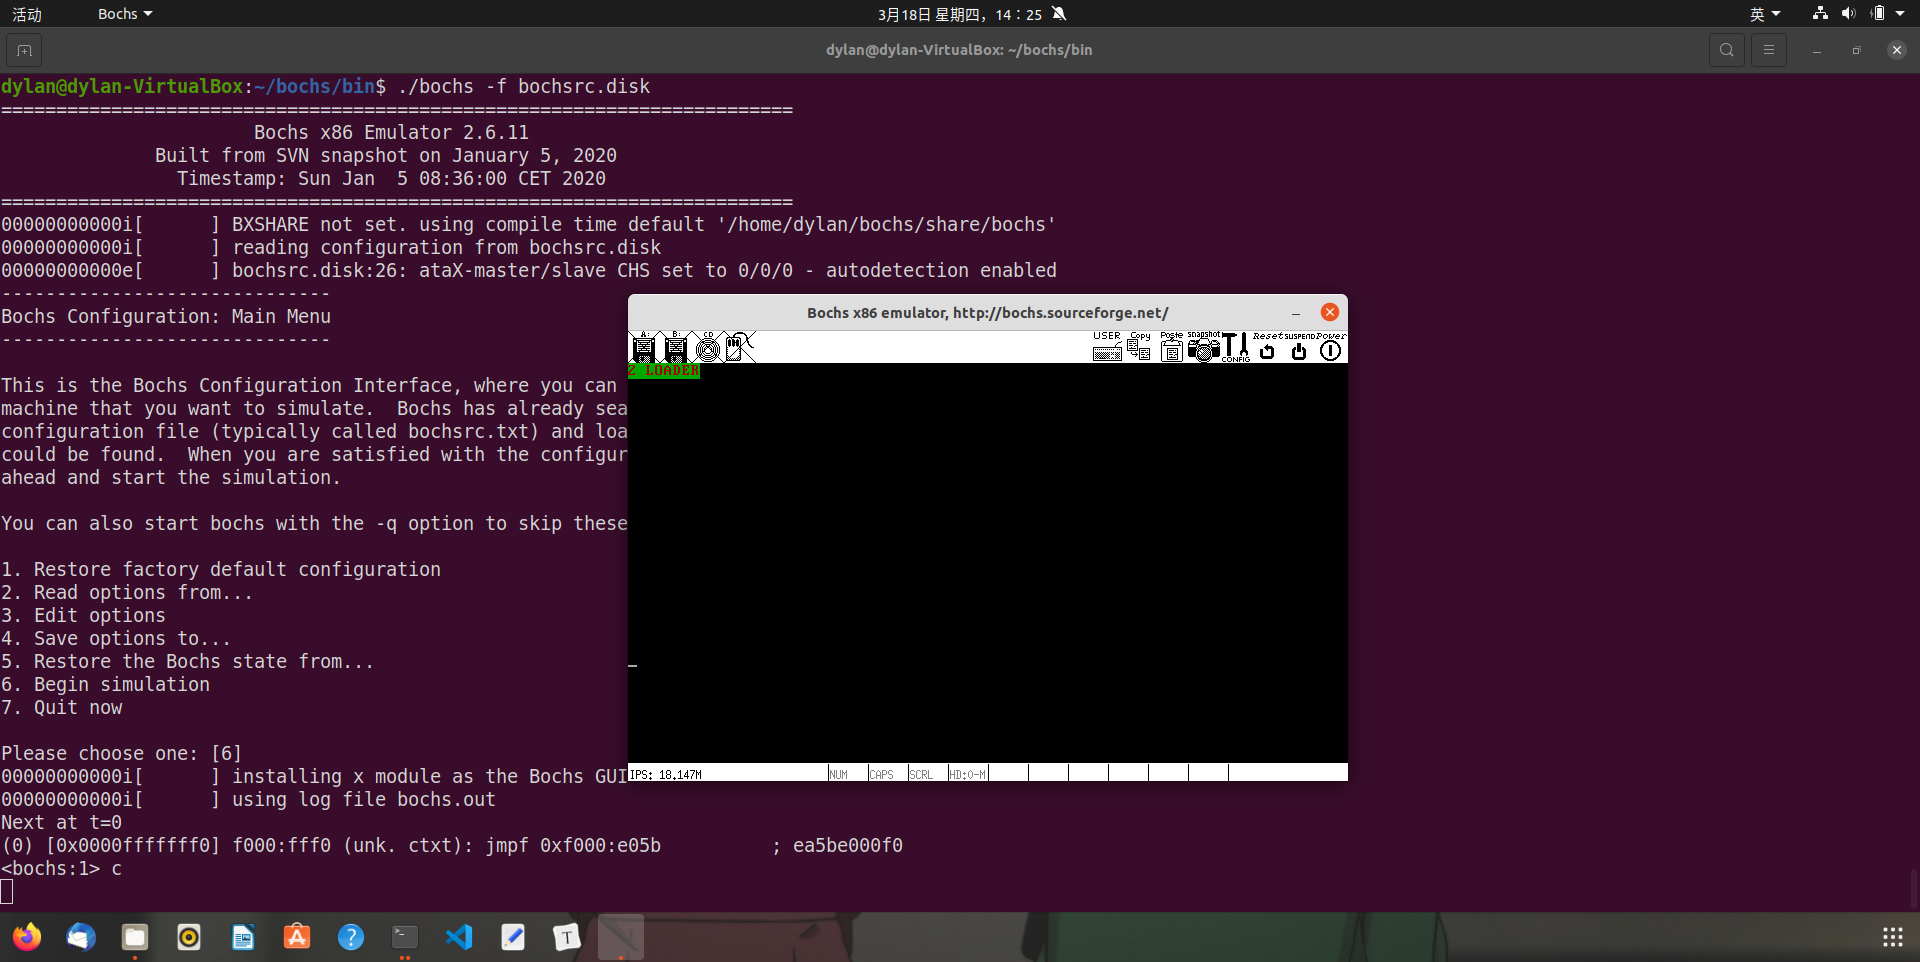 活动
Bochs
3月18日 星期四，14：25
英
dylan@dylan-VirtualBox: ~/bochs/bin
dylan@dylan-VirtualBox:~/bochs/bin$ ./bochs -f bochsrc.disk
========================================================================
Bochs x86 Emulator 2.6.11
Built from SVN snapshot on January 5, 2020
Timestamp: Sun Jan  5 08:36:00 CET 2020
========================================================================
00000000000i[      ] BXSHARE not set. using compile time default '/home/dylan/bochs/share/bochs'
00000000000i[      ] reading configuration from bochsrc.disk
00000000000e[      ] bochsrc.disk:26: ataX-master/slave CHS set to 0/0/0 - autodetection enabled
------------------------------
Bochs Configuration: Main Menu
------------------------------
This is the Bochs Configuration Interface, where you can
machine that you want to simulate.  Bochs has already sea
configuration file (typically called bochsrc.txt) and loa
could be found.  When you are satisfied with the configur
ahead and start the simulation.
You can also start bochs with the -q option to skip these
1. Restore factory default configuration
2. Read options from...
3. Edit options
4. Save options to...
5. Restore the Bochs state from...
6. Begin simulation
7. Quit now
Please choose one: [6]
00000000000i[      ] installing x module as the Bochs GUI
00000000000i[      ] using log file bochs.out
Next at t=0
(0) [0x0000fffffff0] f000:fff0 (unk. ctxt): jmpf 0xf000:e05b          ; ea5be000f0
<bochs:1> c
Bochs x86 emulator, http://bochs.sourceforge.net/
A: B: CD USER Copy Paste snapshot CONFIG Reset SUSPEND Power
2 LOADER
IPS: 18.147M NUM CAPS SCRL HD:0-M